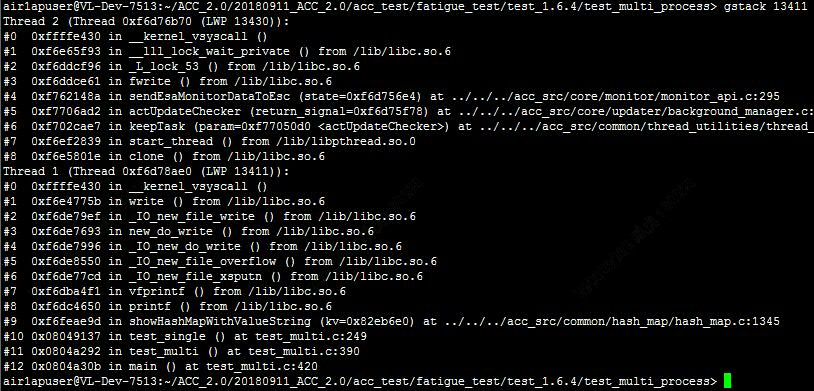 airlapuser@VL-Dev-7513:~/ACC_2.0/20180911_ACC_2.0/acc_test/fatigue_test/test_1.6.4/test_multi_process> gstack 13411
Thread 2 (Thread 0xf6d76b70 (LWP 13430)):
#0  0xffffe430 in __kernel_vsyscall ()
#1  0xf6e65f93 in __lll_lock_wait_private () from /lib/libc.so.6
#2  0xf6ddcf96 in _L_lock_53 () from /lib/libc.so.6
#3  0xf6ddce61 in fwrite () from /lib/libc.so.6
#4  0xf762148a in sendEsaMonitorDataToEsc (state=0xf6d756e4) at ../../../acc_src/core/monitor/monitor_api.c:295
#5  0xf7706ad2 in actUpdateChecker (return_signal=0xf6d75f78) at ../../../acc_src/core/updater/background_manager.c
#6  0xf702cae7 in keepTask (param=0xf77050d0 <actUpdateChecker>) at ../../../acc_src/common/thread_utilities/thread_
#7  0xf6ef2839 in start_thread () from /lib/libpthread.so.0
#8  0xf6e5801e in clone () from /lib/libc.so.6
Thread 1 (Thread 0xf6d78ae0 (LWP 13411)):
#0  0xffffe430 in __kernel_vsyscall ()
#1  0xf6e4775b in write () from /lib/libc.so.6
#2  0xf6de79ef in _IO_new_file_write () from /lib/libc.so.6
#3  0xf6de7693 in new_do_write () from /lib/libc.so.6
#4  0xf6de7996 in _IO_new_do_write () from /lib/libc.so.6
#5  0xf6de8550 in _IO_new_file_overflow () from /lib/libc.so.6
#6  0xf6de77cd in _IO_new_file_xsputn () from /lib/libc.so.6
#7  0xf6dba4f1 in vfprintf () from /lib/libc.so.6
#8  0xf6dc4650 in printf () from /lib/libc.so.6
#9  0xf6feae9d in showHashMapWithValueString (kv=0x82eb6e0) at ../../../acc_src/common/hash_map/hash_map.c:1345
#10 0x08049137 in test_single () at test_multi.c:249
#11 0x0804a292 in test_multi () at test_multi.c:390
#12 0x0804a30b in main () at test_multi.c:420
airlapuser@VL-Dev-7513:~/ACC_2.0/20180911_ACC_2.0/acc_test/fatigue_test/test_1.6.4/test_multi_process>